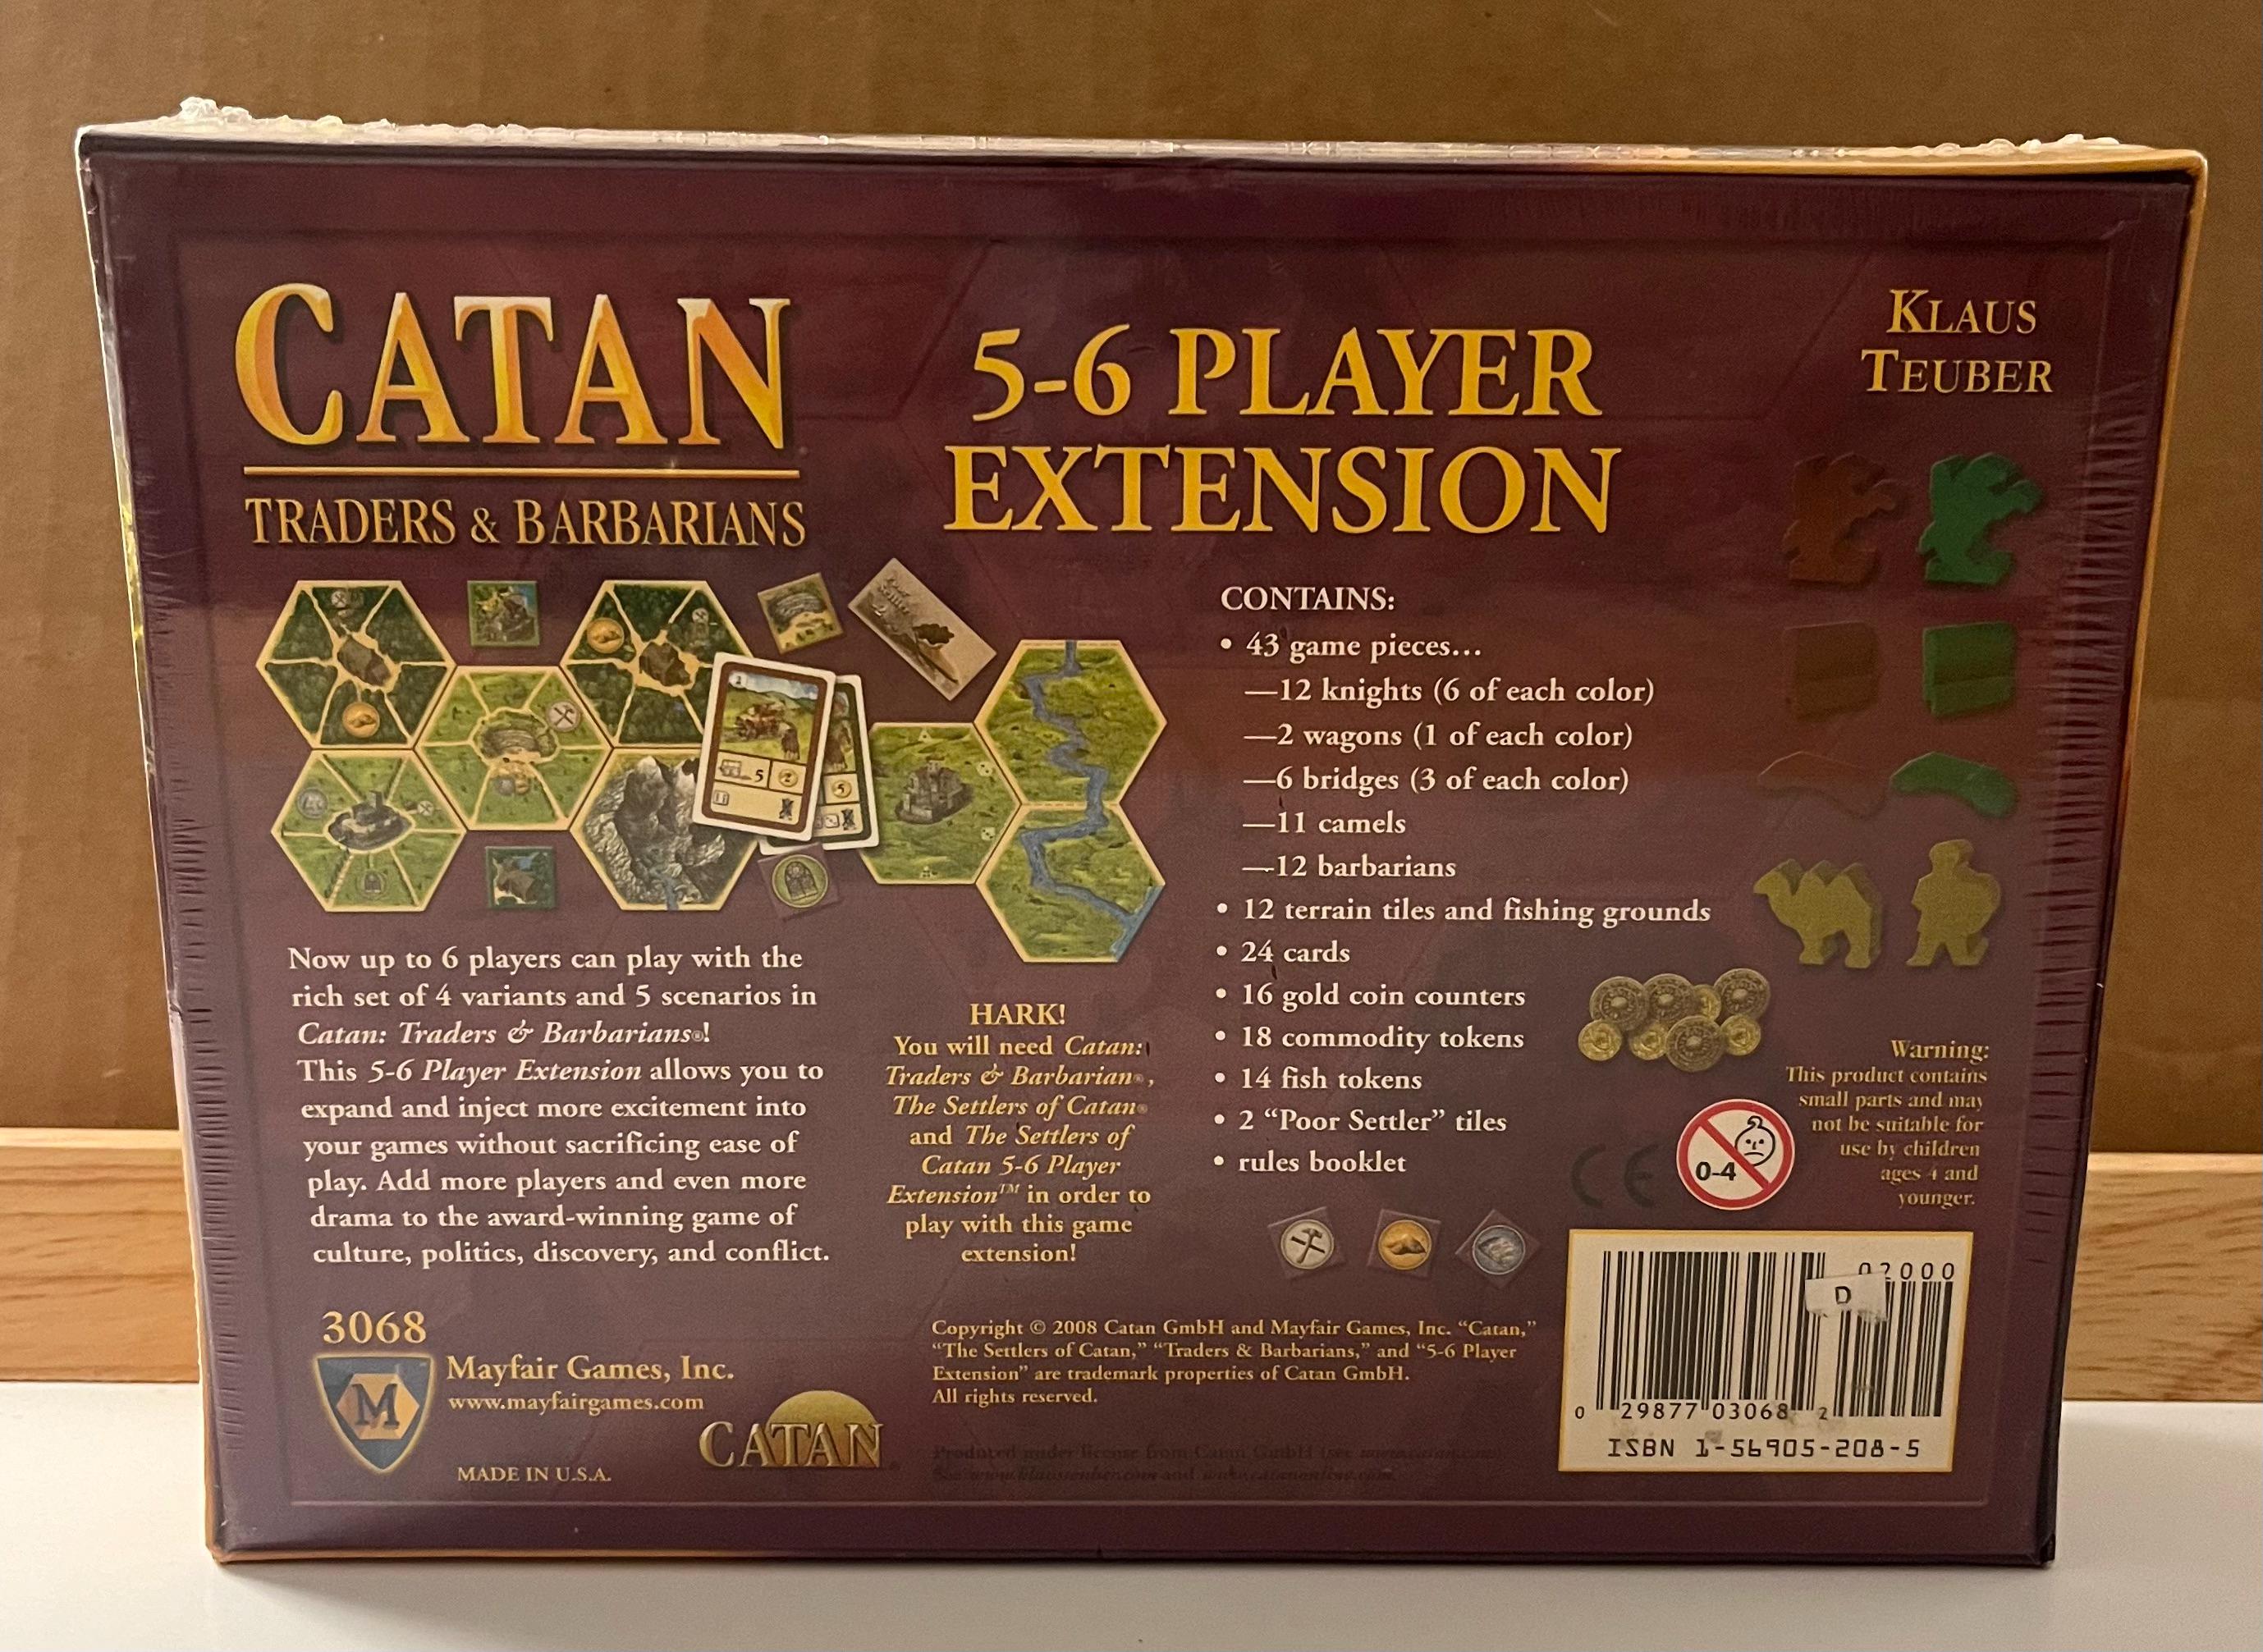 CATAN
TRADERS & BARBARIANS
5-6 PLAYER
EXTENSION
KLAUS
TEUBER
Now up to 6 players can play with the
rich set of 4 variants and 5 scenarios in
Catan: Traders & Barbarians®!
This 5-6 Player Extension allows you to
expand and inject more excitement into
your games without sacrificing ease of
play. Add more players and even more
drama to the award-winning game of
culture, politics, discovery, and conflict.
HARK!
You will need Catan:
Traders & Barbarian®,
The Settlers of Catan®
and The Settlers of
Catan 5-6 Player
Extension™ in order to
play with this game
extension!
CONTAINS:
• 43 game pieces...
—12 knights (6 of each color)
—2 wagons (1 of each color)
—6 bridges (3 of each color)
—11 camels
—12 barbarians
• 12 terrain tiles and fishing grounds
• 24 cards
• 16 gold coin counters
• 18 commodity tokens
• 14 fish tokens
• 2 “Poor Settler” tiles
• rules booklet
Warning:
This product contains
small parts and may
not be suitable for
use by children
ages 4 and
younger.
CE
0-4
3068
M
Mayfair Games, Inc.
www.mayfairgames.com
MADE IN U.S.A.
CATAN
Copyright © 2008 Catan GmbH and Mayfair Games, Inc. “Catan,”
“The Settlers of Catan,” “Traders & Barbarians,” and “5-6 Player
Extension” are trademark properties of Catan GmbH.
All rights reserved.
Produced under license from Catan GmbH
02000
D
0 29877 03068 2
ISBN 1-56905-208-5